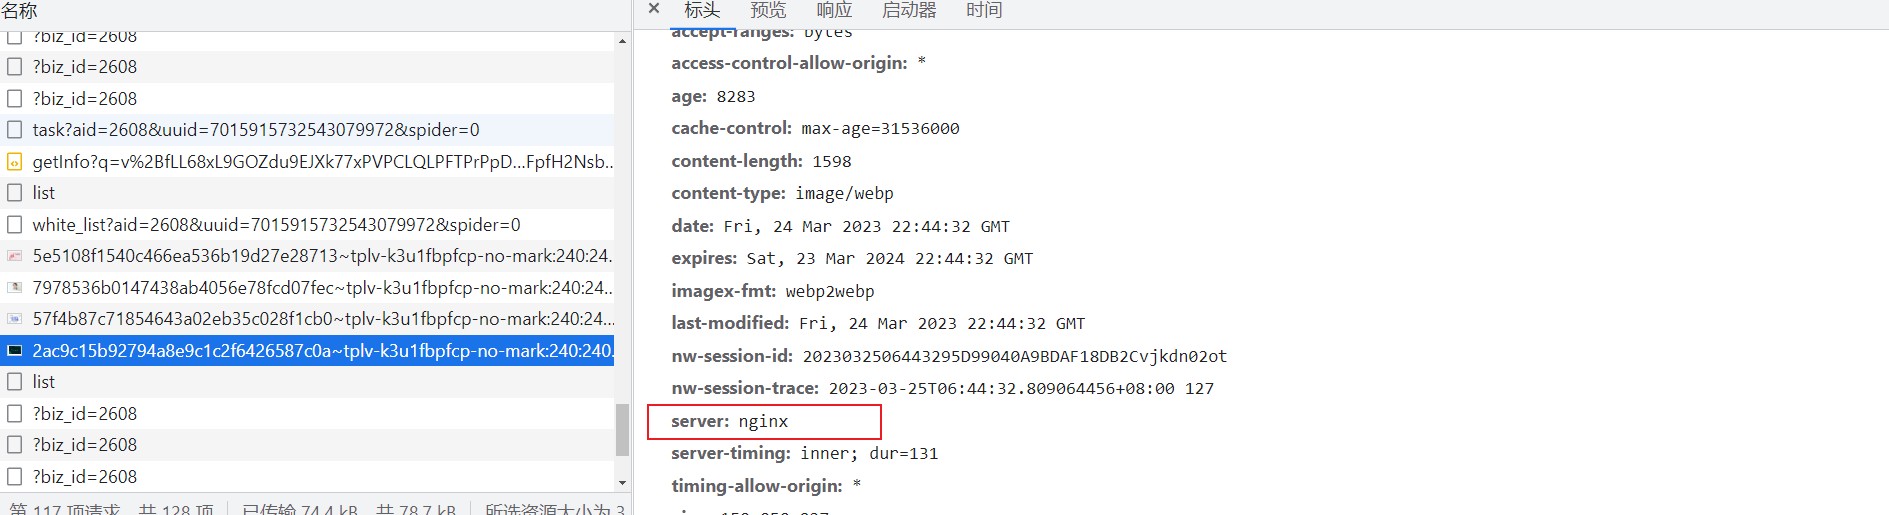 名称
?biz_id=2608
?biz_id=2608
?biz_id=2608
task?aid=2608&uuid=7015915732543079972&spider=0
getInfo?q=v%2BfLL68xL9GOZdu9EJXk77xPVPCLQLPFTPrPpD...FpfH2Nsb..
list
white_list?aid=2608&uuid=7015915732543079972&spider=0
5e5108f1540c466ea536b19d27e28713~tplv-k3u1fbpfcp-no-mark:240:24.
7978536b0147438ab4056e78fcd07fec~tplv-k3u1fbpfcp-no-mark:240:24..
57f4b87c71854643a02eb35c028f1cb0~tplv-k3u1fbpfcp-no-mark:240:24...
2ac9c15b92794a8e9c1c2f6426587c0a~tplv-k3u1fbpfcp-no-mark:240:240.
list
?biz_id=2608
?biz_id=2608
?biz_id=2608
第 117 项请求，共 128 项 已传输 74.4 kB，共 78.7 kB 所选资源大小为 3
× 标头 预览 响应 启动器 时间
accept-ranges: bytes
access-control-allow-origin: *
age: 8283
cache-control: max-age=31536000
content-length: 1598
content-type: image/webp
date: Fri, 24 Mar 2023 22:44:32 GMT
expires: Sat, 23 Mar 2024 22:44:32 GMT
imagex-fmt: webp2webp
last-modified: Fri, 24 Mar 2023 22:44:32 GMT
nw-session-id: 2023032506443295D99040A9BDAF18DB2Cvjkdn02ot
nw-session-trace: 2023-03-25T06:44:32.809064456+08:00 127
server: nginx
server-timing: inner; dur=131
timing-allow-origin: *